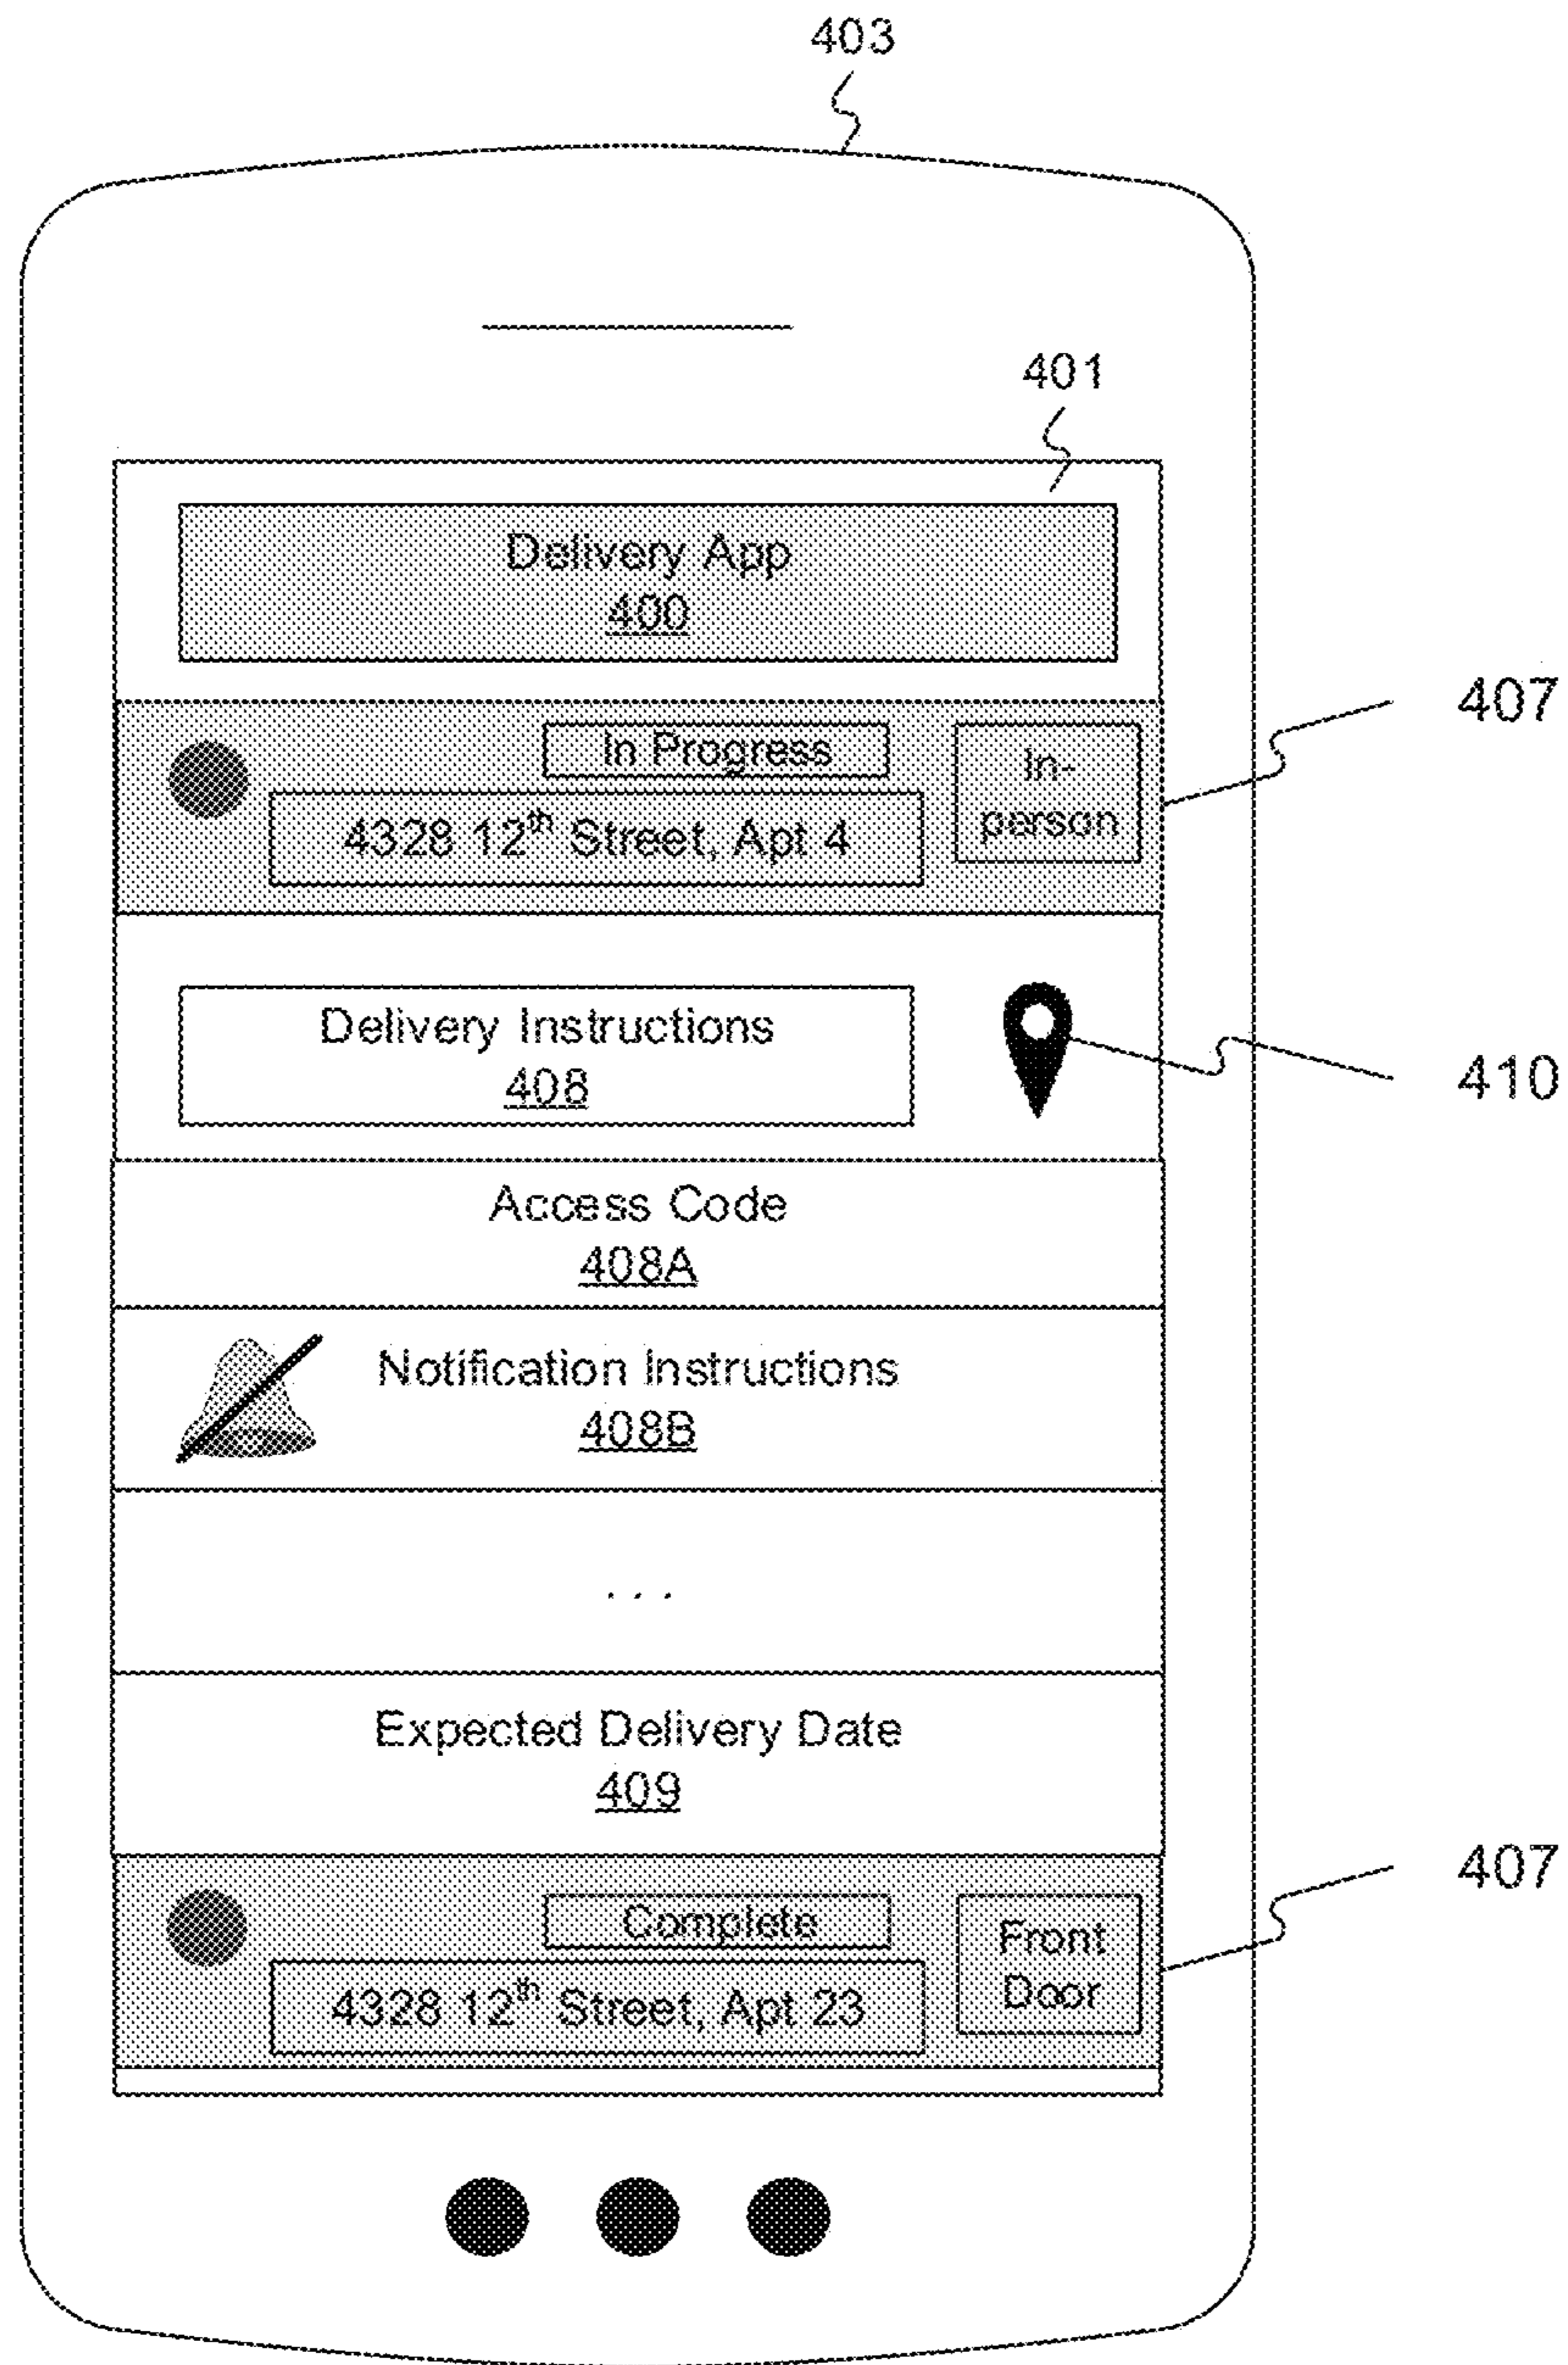 403
401
Delivery App
400
407
In Progress
In-
person
4328 12th Street, Apt 4
Delivery Instructions
408
410
Access Code
408A
Notification Instructions
408B
. . .
Expected Delivery Date
409
407
Complete
Front
Door
4328 12th Street, Apt 23